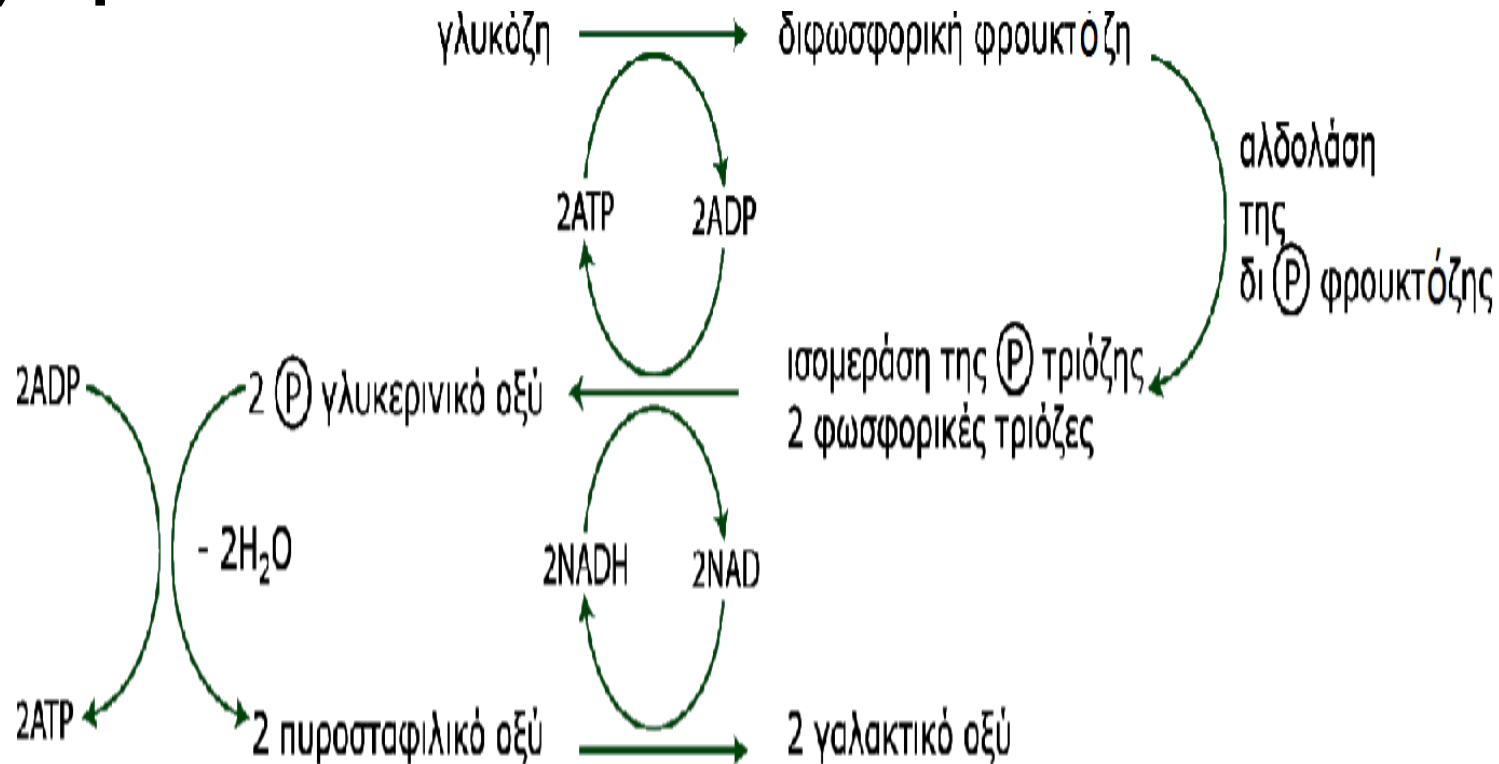 γλυκόζη διφωσφορική φρουκτόζη
αλδολάση
της
δι Ⓟ φρουκτόζης
2ATP 2ADP
ισομεράση της Ⓟ τριόζης
2 φωσφορικές τριόζες
2ADP 2 Ⓟ γλυκερινικό οξύ
- 2H₂O
2NADH 2NAD
2ATP 2 πυροσταφιλικό οξύ 2 γαλακτικό οξύ